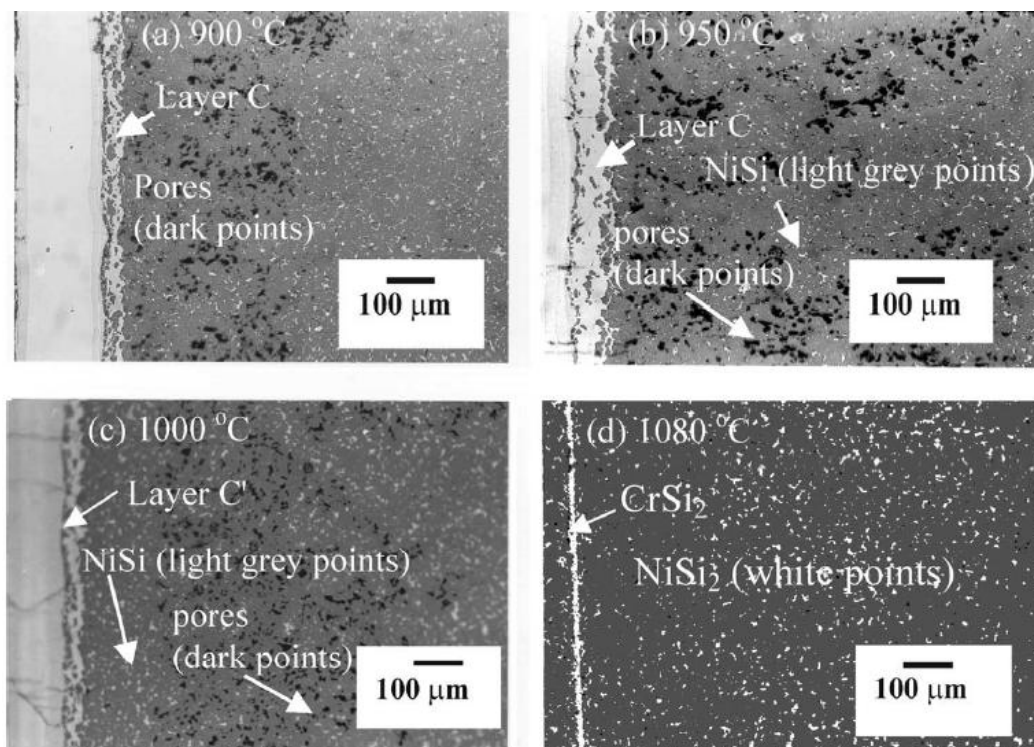 (a) 900 °C
Layer C
Pores
(dark points)
100 μm
(b) 950 °C
Layer C
NiSi (light grey points)
pores
(dark points)
100 μm
(c) 1000 °C
Layer C'
NiSi (light grey points)
pores
(dark points)
100 μm
(d) 1080 °C
CrSi₂
NiSi₂ (white points)
100 μm